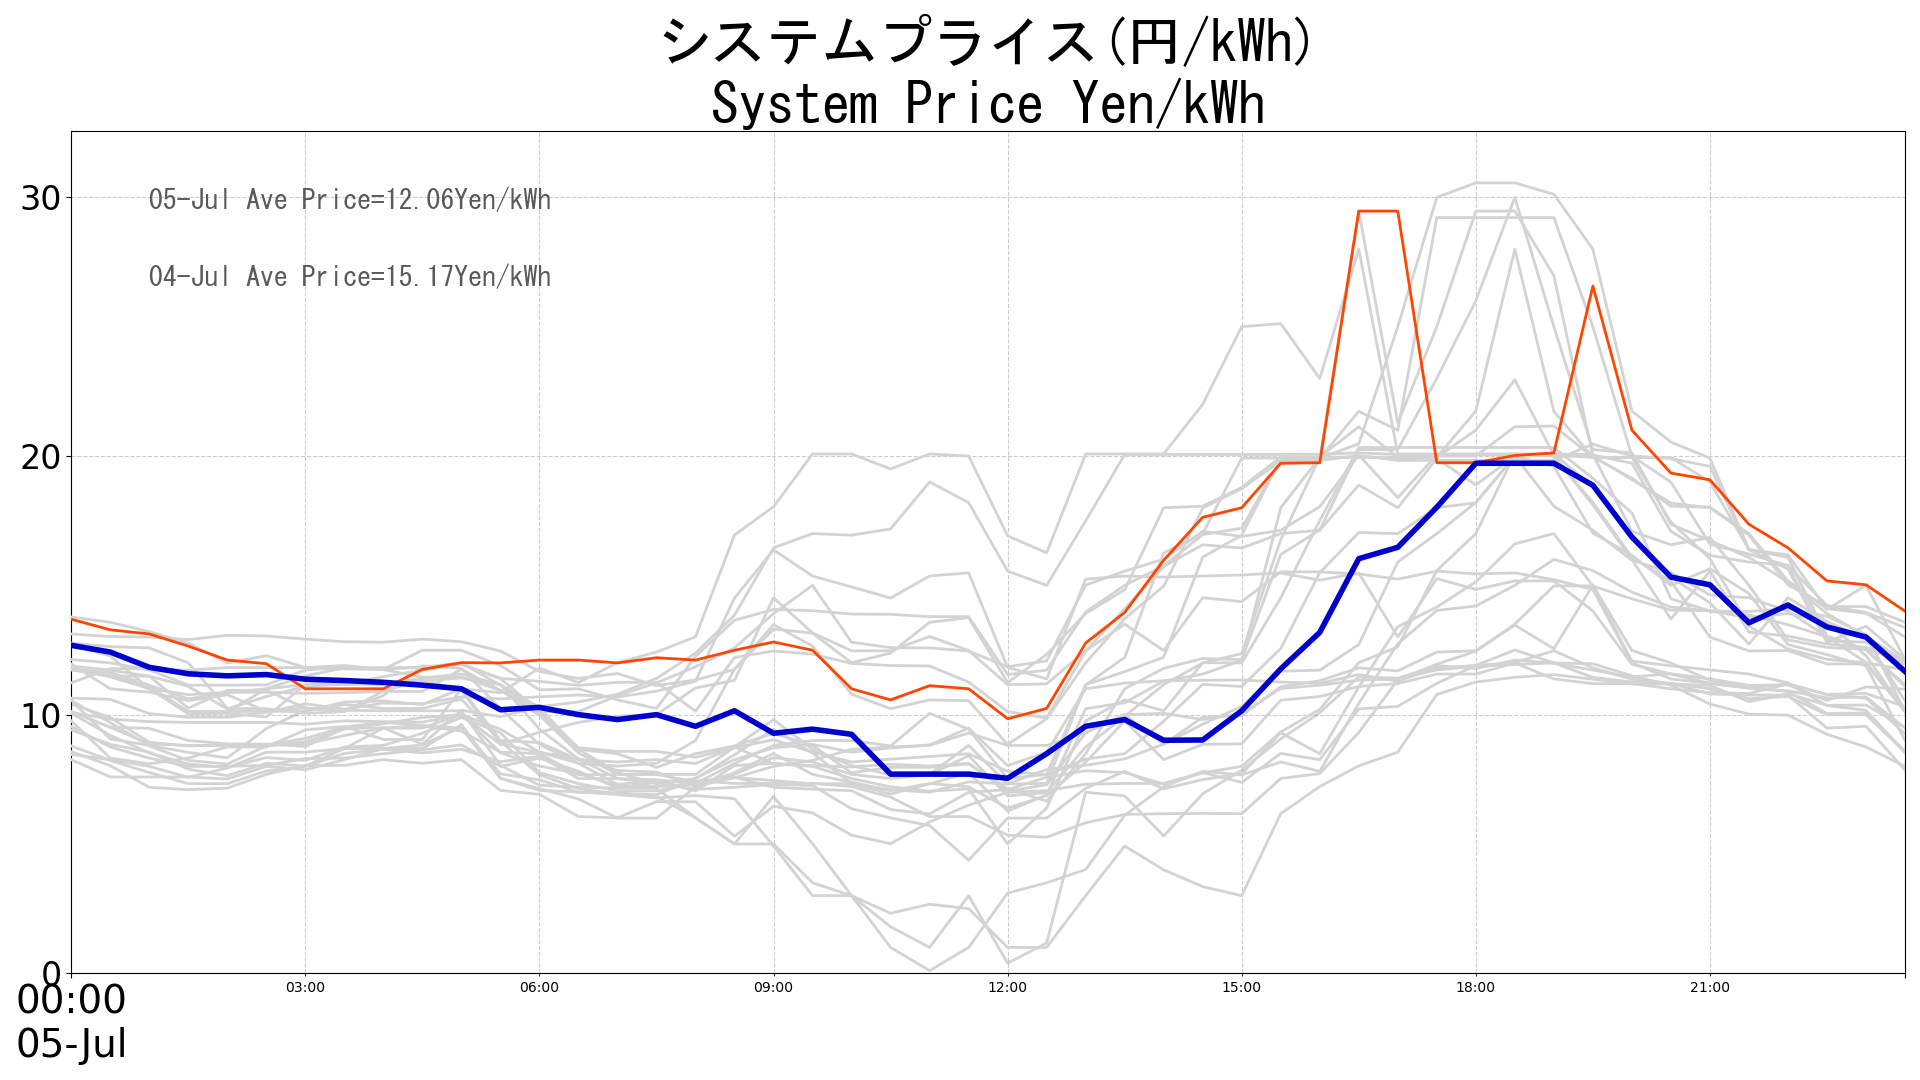 システムプライス(円/kWh)
System Price Yen/kWh
30
05-Jul Ave Price=12.06Yen/kWh
04-Jul Ave Price=15.17Yen/kWh
20
10
0
00:00
03:00
06:00
09:00
12:00
15:00
18:00
21:00
05-Jul